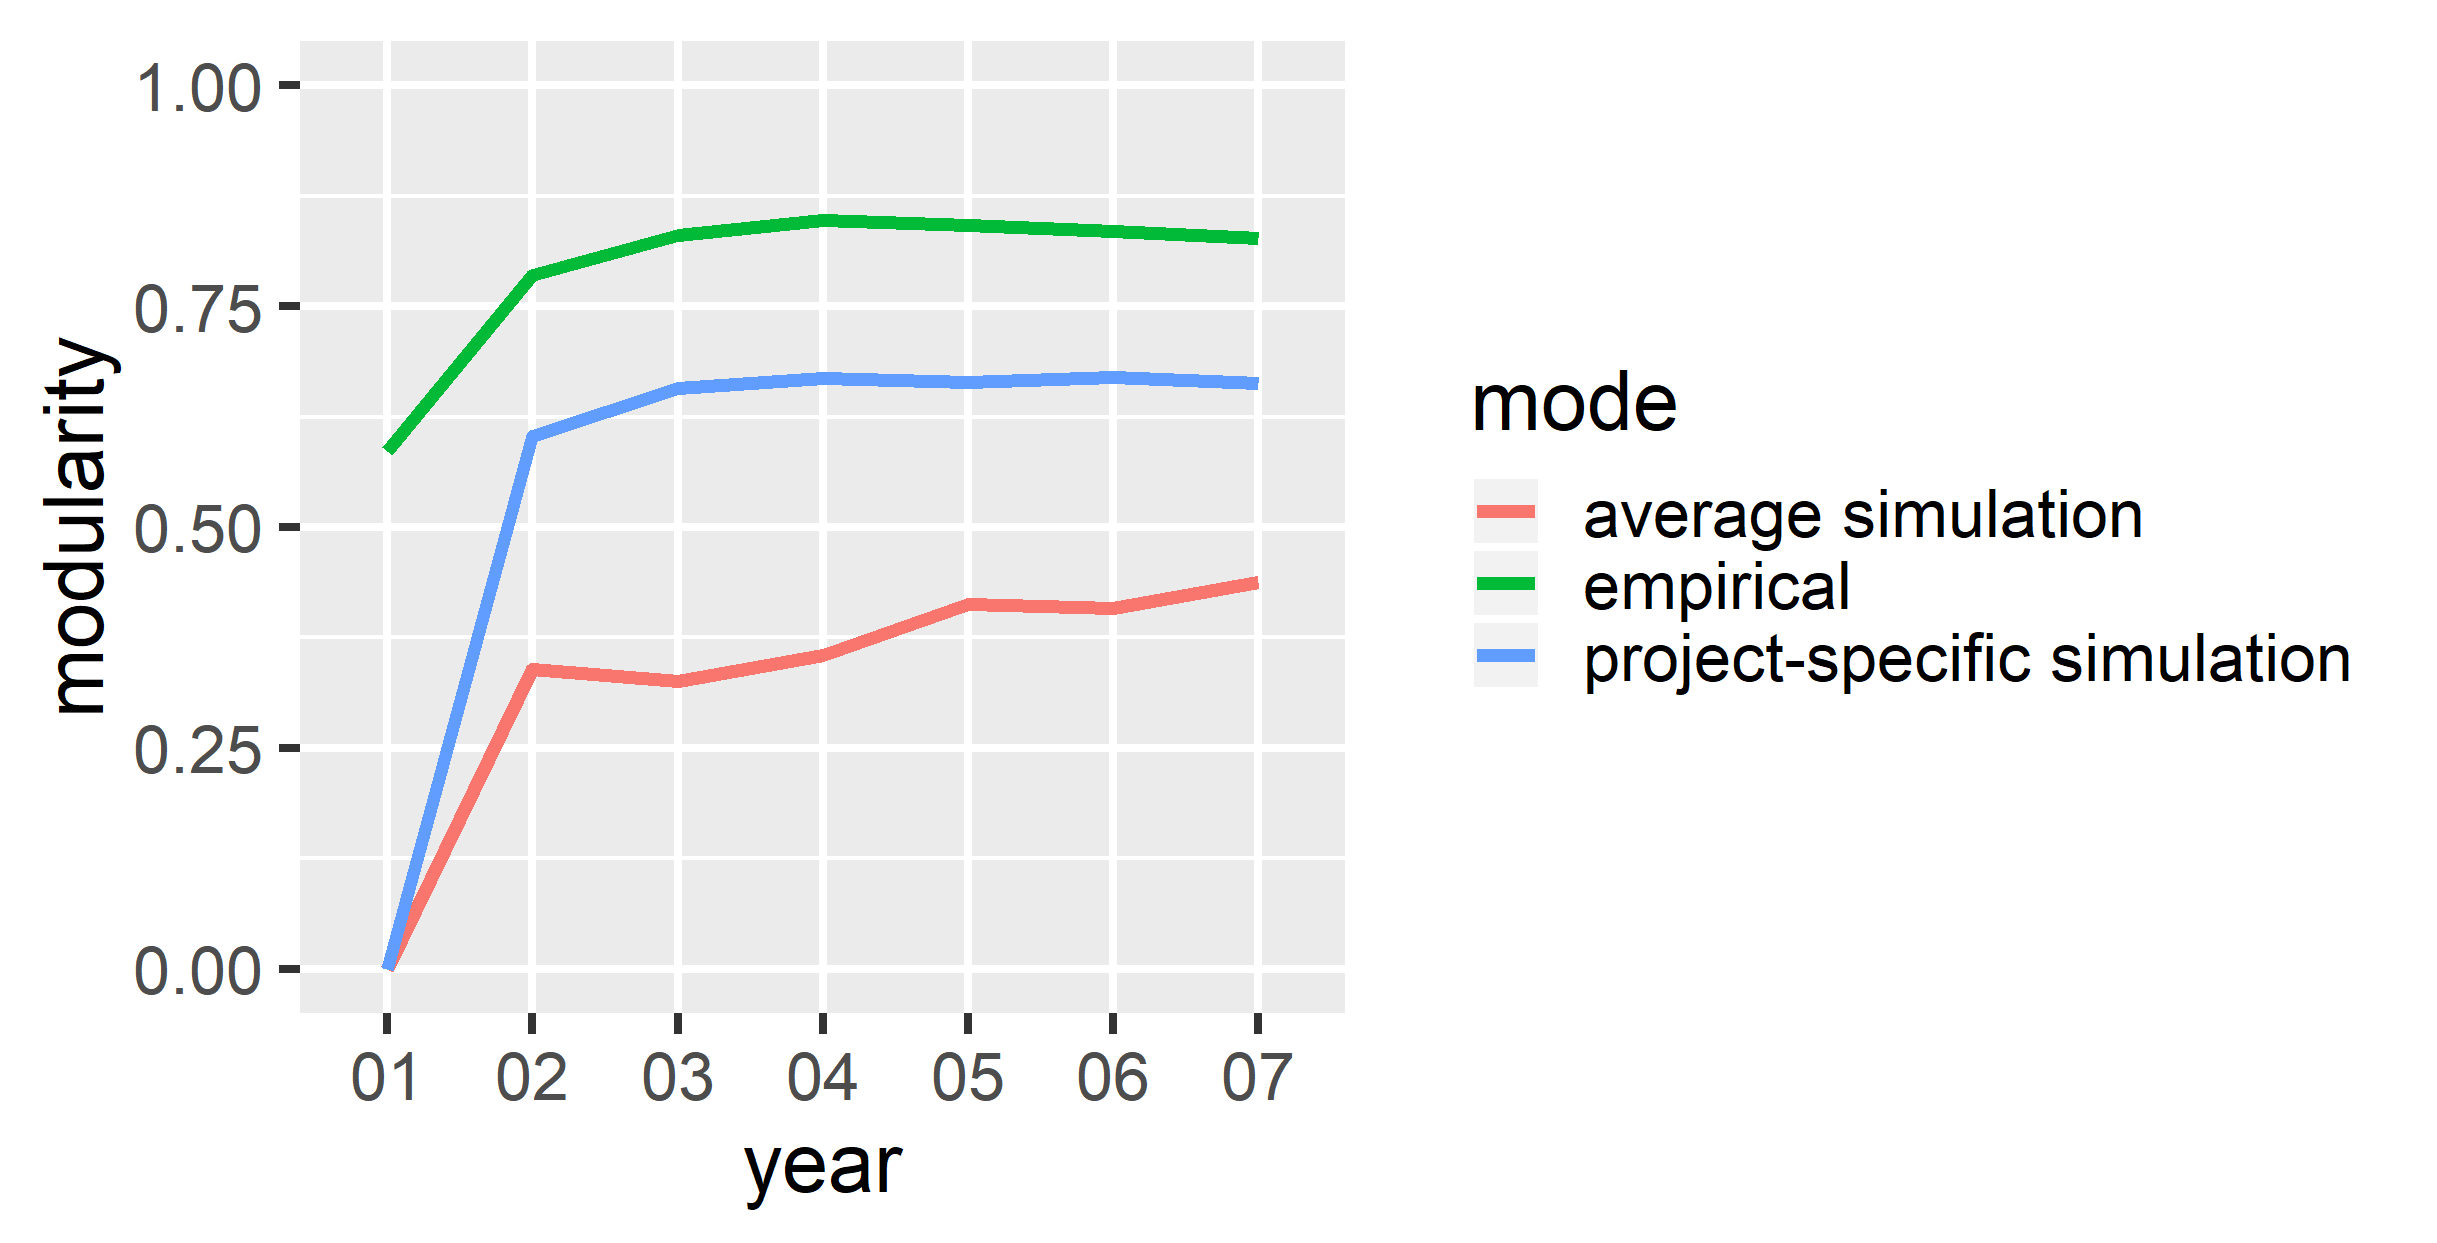 1.00
0.75
0.50
0.25
0.00
modularity
01 02 03 04 05 06 07
year
mode
average simulation
empirical
project-specific simulation